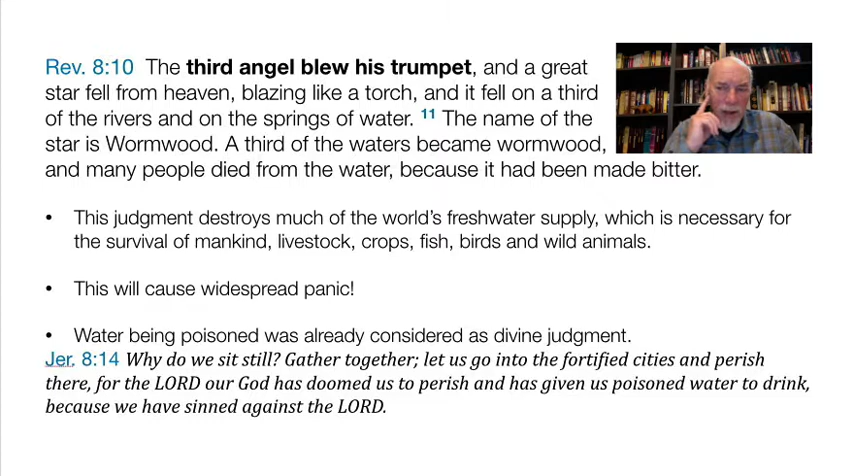 Rev. 8:10 The third angel blew his trumpet, and a great
star fell from heaven, blazing like a torch, and it fell on a third
of the rivers and on the springs of water. 11 The name of the
star is Wormwood. A third of the waters became wormwood,
and many people died from the water, because it had been made bitter.
• This judgment destroys much of the world's freshwater supply, which is necessary for
the survival of mankind, livestock, crops, fish, birds and wild animals.
• This will cause widespread panic!
• Water being poisoned was already considered as divine judgment.
Jer. 8:14 Why do we sit still? Gather together; let us go into the fortified cities and perish
there, for the LORD our God has doomed us to perish and has given us poisoned water to drink,
because we have sinned against the LORD.